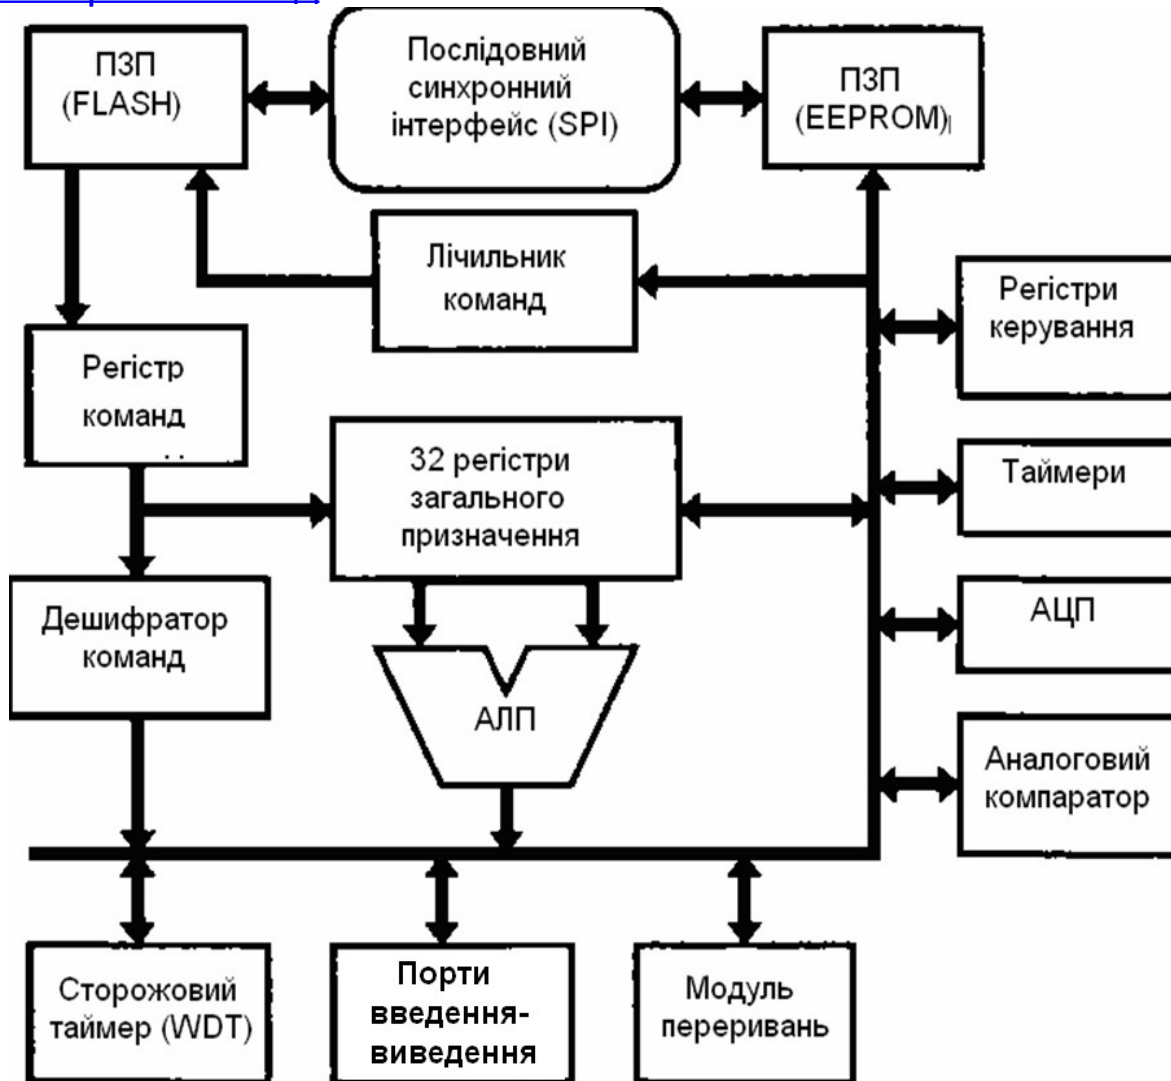 ПЗП
(FLASH)
Послідовний
синхронний
інтерфейс (SPI)
ПЗП
(EEPROM)
Лічильник
команд
Регістри
керування
Регістр
команд
32 регістри
загального
призначення
Таймери
Дешифратор
команд
АЦП
АЛП
Аналоговий
компаратор
Сторожовий
таймер (WDT)
Порти
введення-
виведення
Модуль
переривань